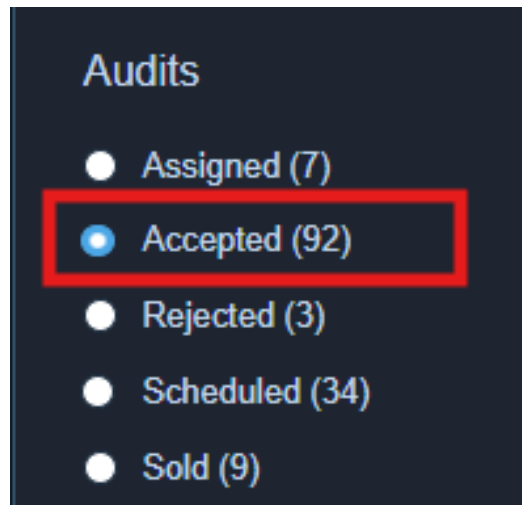 Audits
Assigned (7)
Accepted (92)
Rejected (3)
Scheduled (34)
Sold (9)